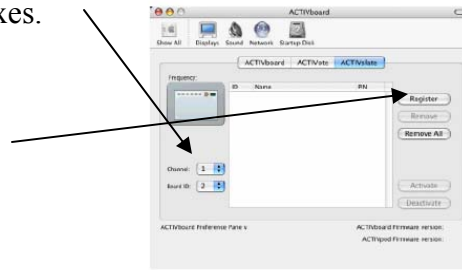 xes.
ACTIVboard
Show All Displays Sound Network Startup Disk
ACTIVboard ACTIVote ACTIVslate
Frequency:
ID Name PIN
Register
Remove
Remove All
Channel: 1
Board ID: 2
Activate
Deactivate
ACTIVboard Preference Pane v
ACTIVboard Firmware version:
ACTIVpod Firmware version: